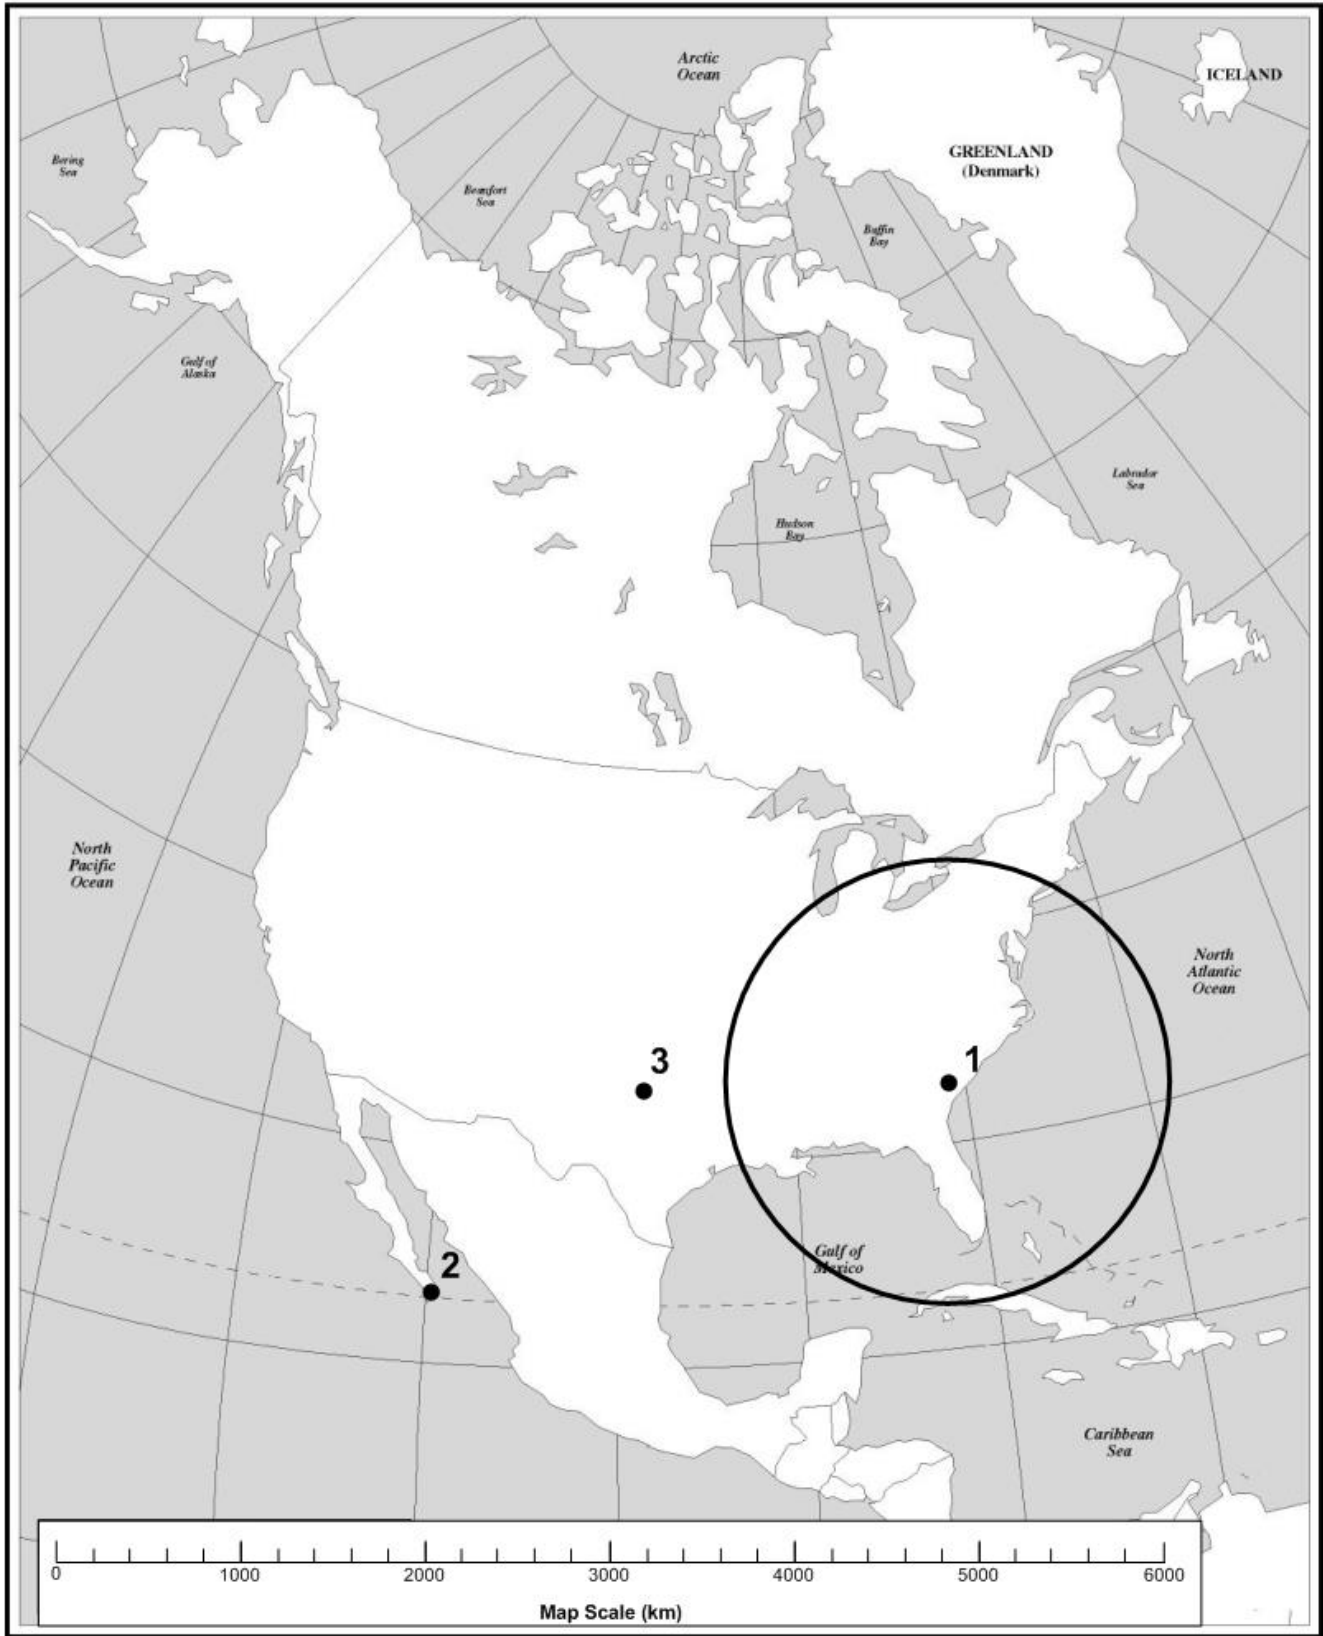 Arctic
Ocean
ICELAND
GREENLAND
(Denmark)
Bering
Sea
Beaufort
Sea
Baffin
Bay
Gulf of
Alaska
Labrador
Sea
Hudson
Bay
North
Pacific
Ocean
North
Atlantic
Ocean
3
1
2
Gulf of
Mexico
Caribbean
Sea
0 1000 2000 3000 4000 5000 6000
Map Scale (km)